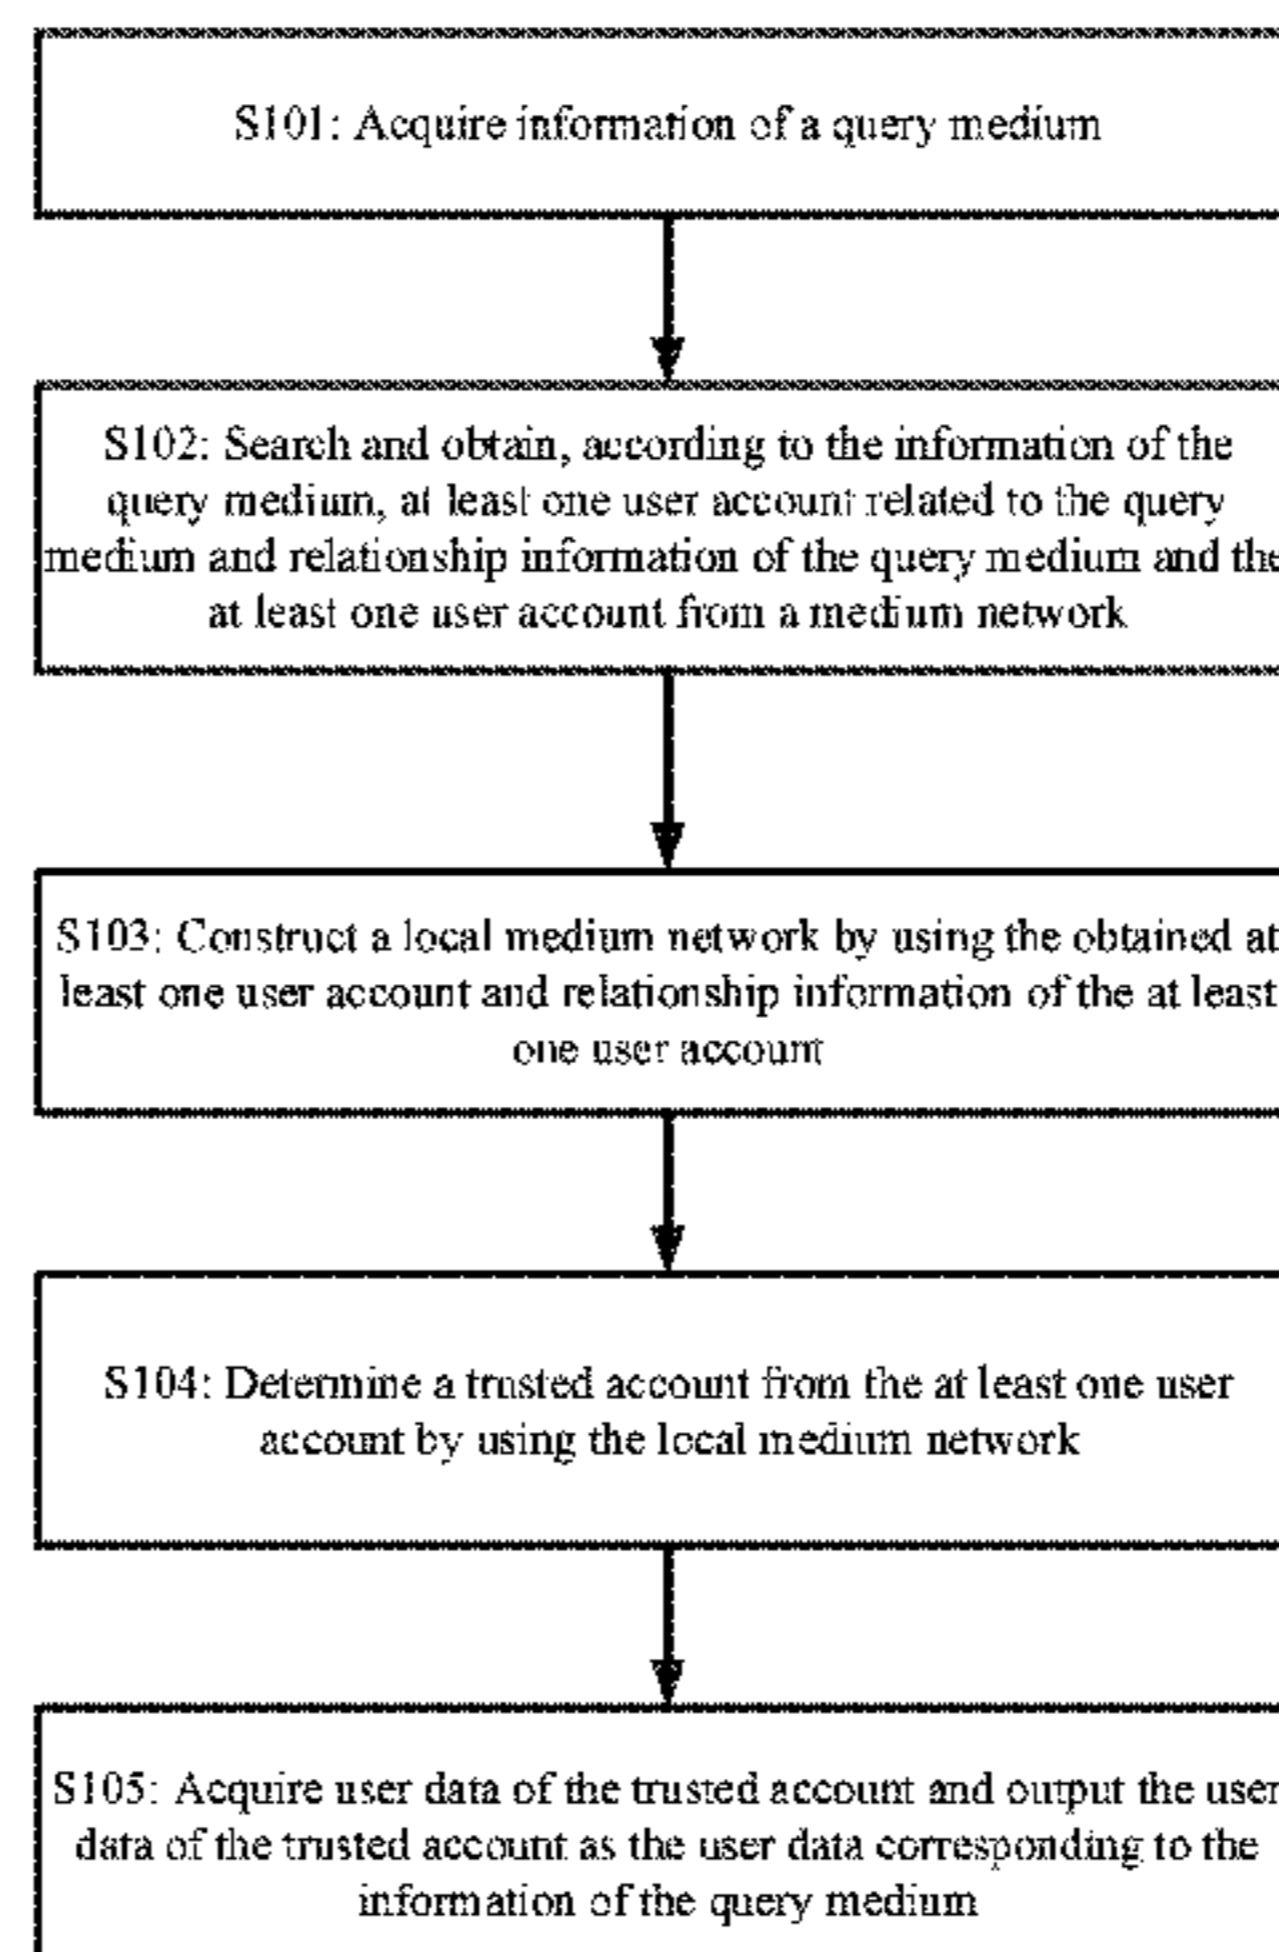 S101: Acquire information of a query medium
S102: Search and obtain, according to the information of the
query medium, at least one user account related to the query
medium and relationship information of the query medium and the
at least one user account from a medium network
S103: Construct a local medium network by using the obtained at
least one user account and relationship information of the at least
one user account
S104: Determine a trusted account from the at least one user
account by using the local medium network
S105: Acquire user data of the trusted account and output the user
data of the trusted account as the user data corresponding to the
information of the query medium